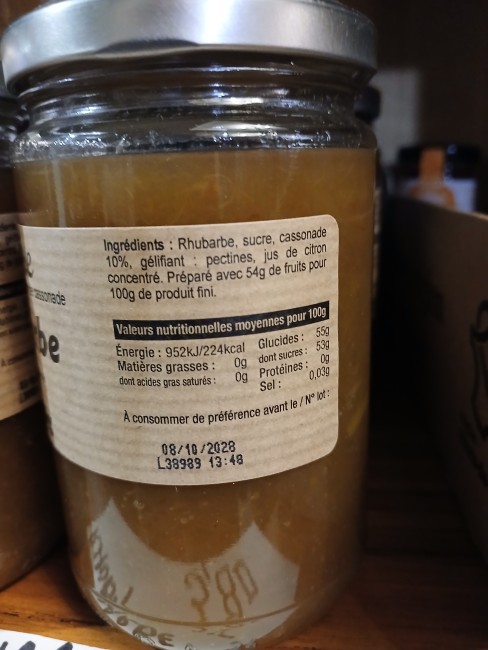 Ingrédients : Rhubarbe, sucre, cassonade
10%, gélifiant : pectines, jus de citron
concentré. Préparé avec 54g de fruits pour
100g de produit fini.
Valeurs nutritionnelles moyennes pour 100g
Énergie : 952kJ/224kcal Glucides : 55g
Matières grasses : 0g dont sucres : 53g
dont acides gras saturés : 0g Protéines : 0g
Sel : 0,03g
À consommer de préférence avant le / N° lot :
08/10/2028
L38989 13:48
cassonade
be